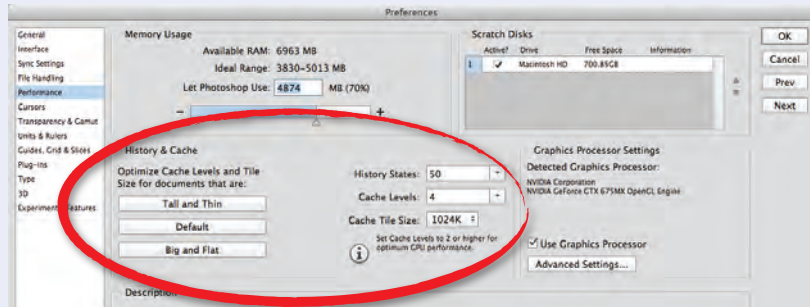 Preferences
General
Interface
Sync Settings
File Handling
Performance
Cursors
Transparency & Gamut
Units & Rulers
Guides, Grid & Slices
Plug-ins
Type
3D
Experimental Features
Memory Usage
Available RAM: 6963 MB
Ideal Range: 3830-5013 MB
Let Photoshop Use: 4874 MB (70%)
- +
Scratch Disks
Active? Drive Free Space Information
1 Macintosh HD 700.85GB
OK
Cancel
Prev
Next
History & Cache
Optimize Cache Levels and Tile
Size for documents that are:
Tall and Thin
Default
Big and Flat
History States: 50
Cache Levels: 4
Cache Tile Size: 1024K
Set Cache Levels to 2 or higher for
optimum GPU performance.
Graphics Processor Settings
Detected Graphics Processor:
NVIDIA Corporation
NVIDIA GeForce GTX 675MX OpenGL Engine
Use Graphics Processor
Advanced Settings...
Description